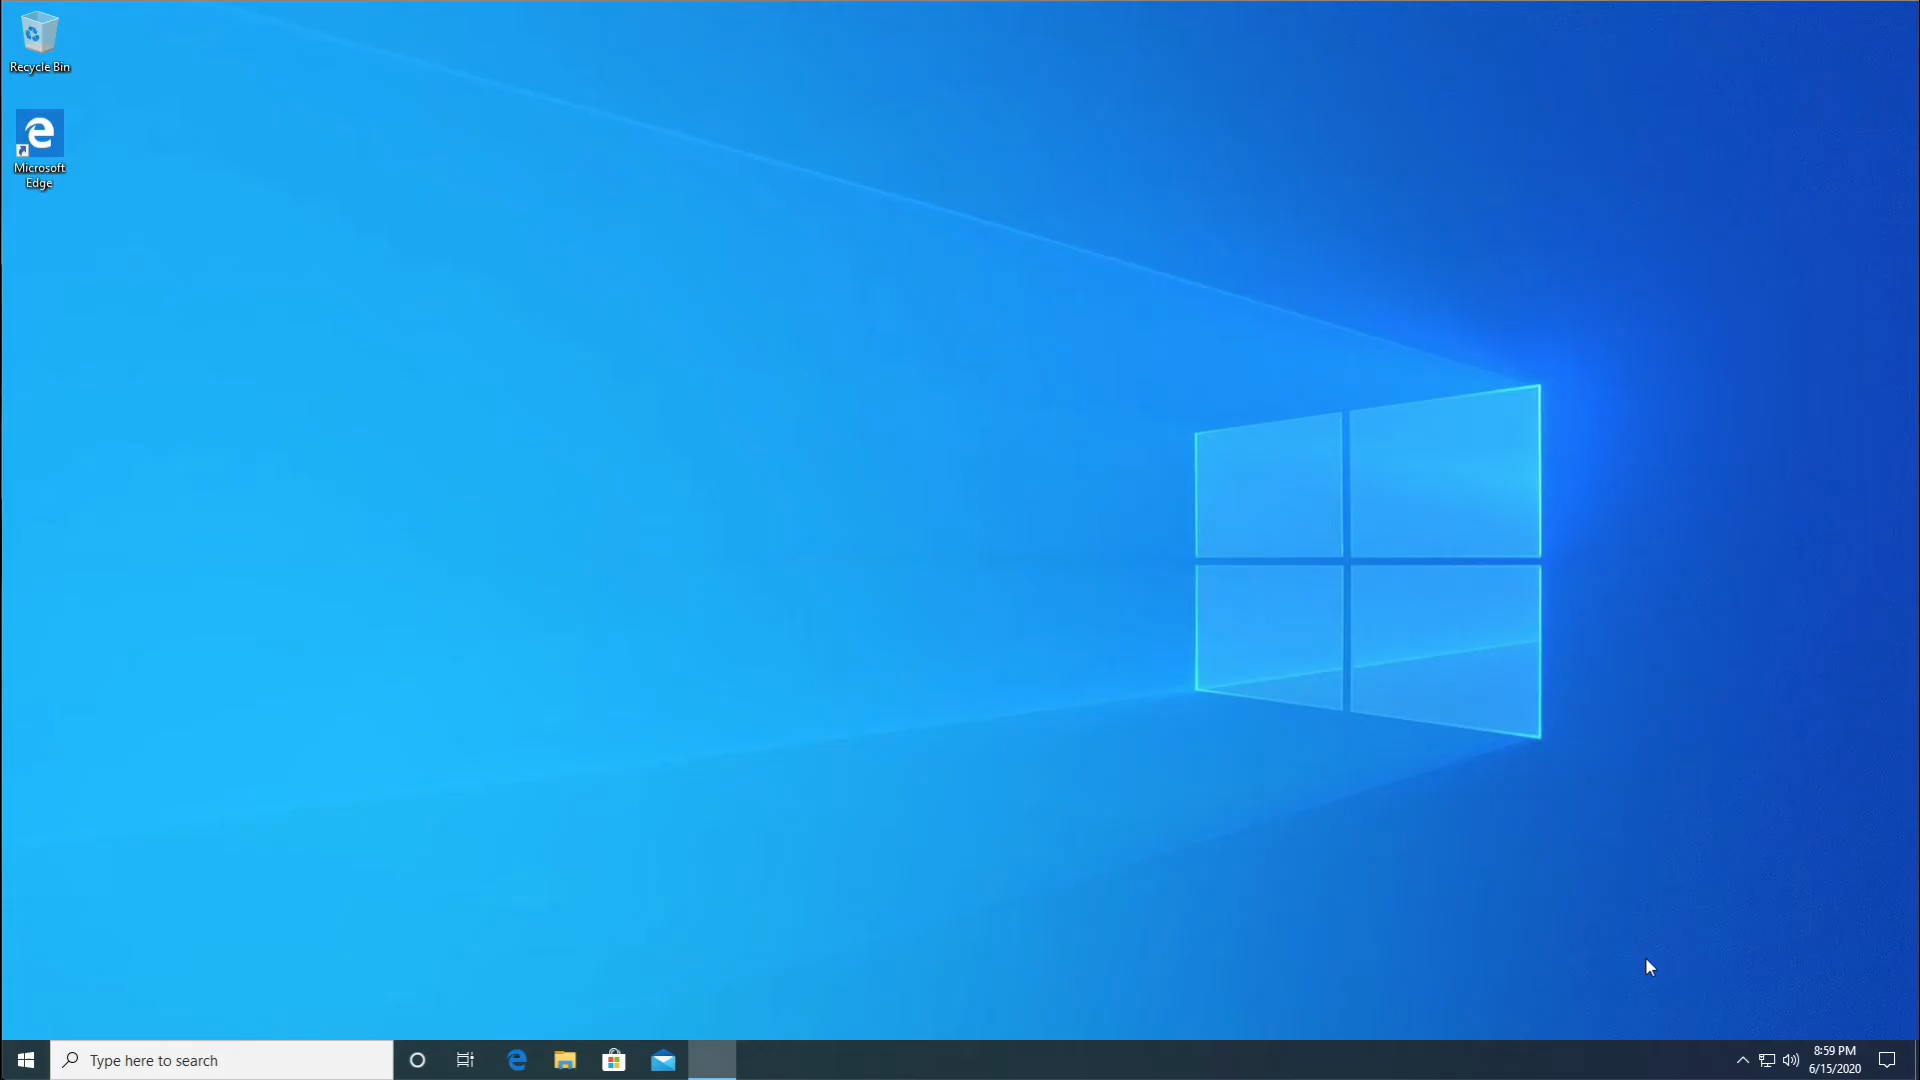 Recycle Bin
Microsoft
Edge
Type here to search
8:59 PM
6/15/2020